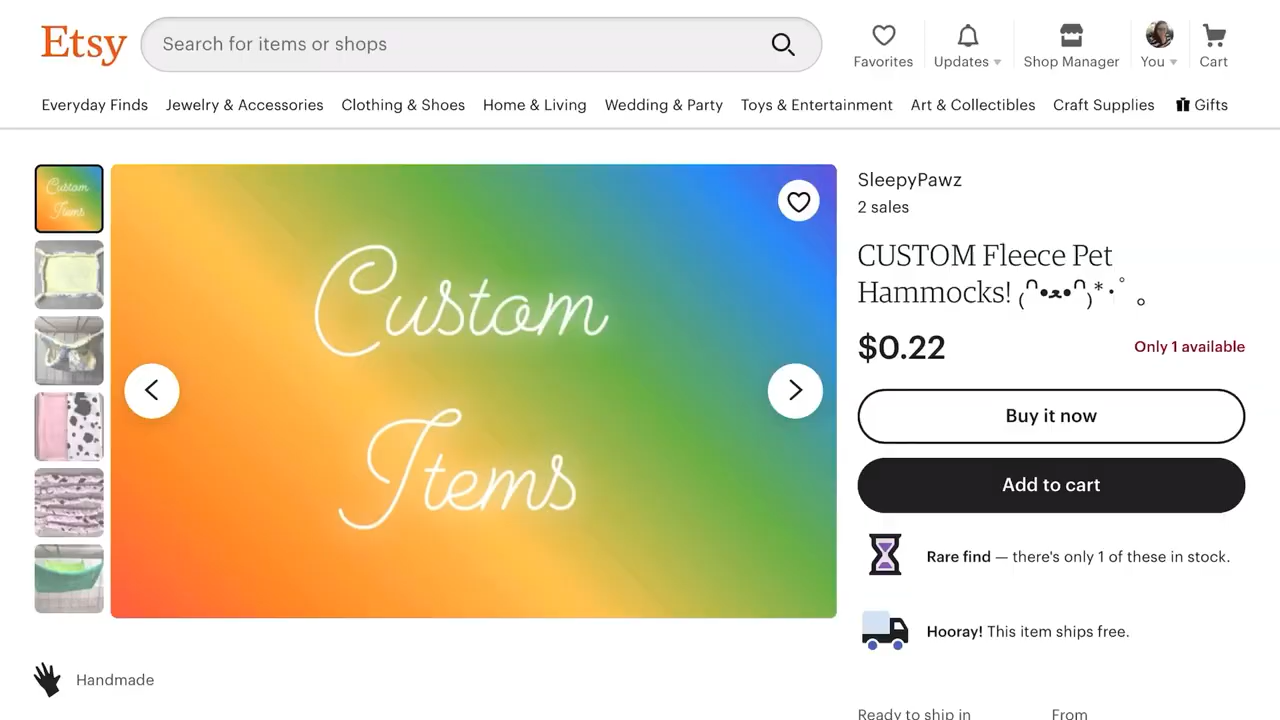 Etsy
Search for items or shops
Favorites
Updates
Shop Manager
You
Cart
Everyday Finds
Jewelry & Accessories
Clothing & Shoes
Home & Living
Wedding & Party
Toys & Entertainment
Art & Collectibles
Craft Supplies
Gifts
Custom
Items
Custom
Items
SleepyPawz
2 sales
CUSTOM Fleece Pet
Hammocks! (ᐢ•ﻌ•ᐢ)*･ﾟ｡
$0.22
Only 1 available
Buy it now
Add to cart
Rare find — there's only 1 of these in stock.
Hooray! This item ships free.
Handmade
Ready to ship in
From